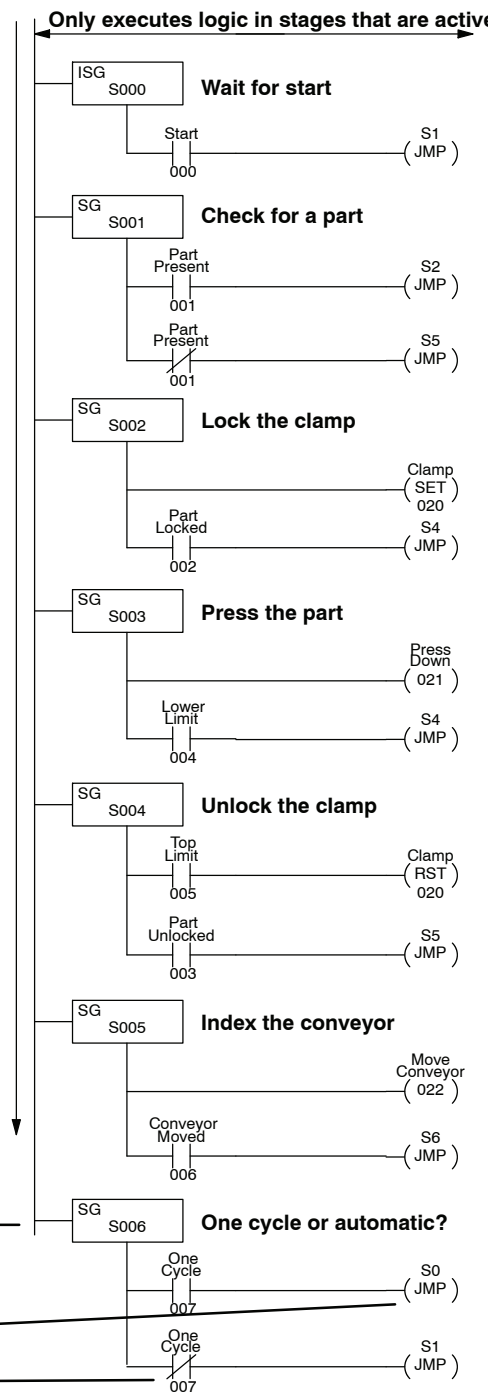 Only executes logic in stages that are active
ISG
S000
Wait for start
Start
000
S1
JMP
SG
S001
Check for a part
Part
Present
001
S2
JMP
Part
Present
001
S5
JMP
SG
S002
Lock the clamp
Clamp
SET
020
Part
Locked
002
S4
JMP
SG
S003
Press the part
Press
Down
021
Lower
Limit
004
S4
JMP
SG
S004
Unlock the clamp
Top
Limit
005
Clamp
RST
020
Part
Unlocked
003
S5
JMP
SG
S005
Index the conveyor
Move
Conveyor
022
Conveyor
Moved
006
S6
JMP
SG
S006
One cycle or automatic?
One
Cycle
007
S0
JMP
One
Cycle
007
S1
JMP